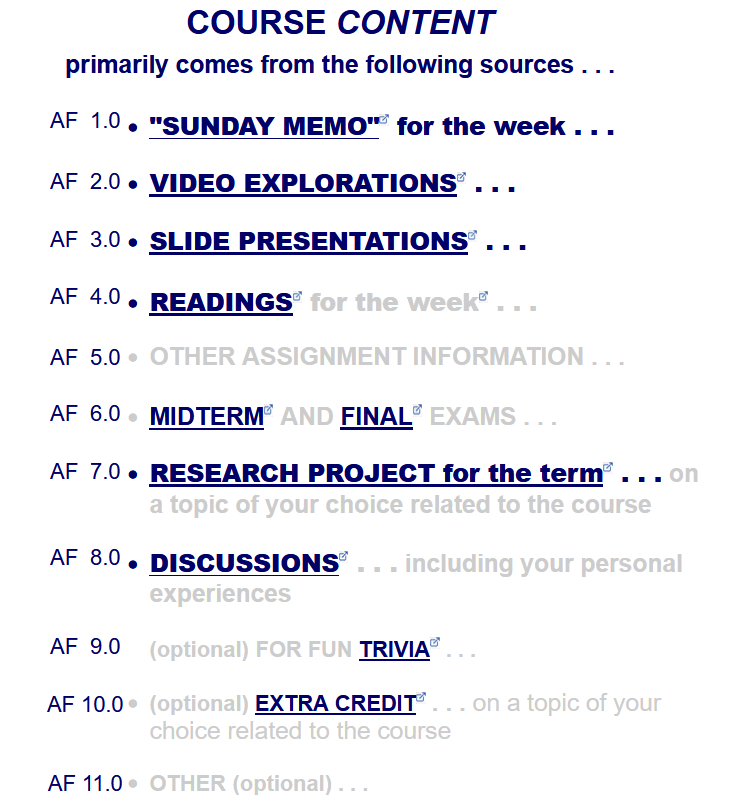 COURSE CONTENT
primarily comes from the following sources . . .
AF 1.0 • "SUNDAY MEMO" for the week . . .
AF 2.0 • VIDEO EXPLORATIONS . . .
AF 3.0 • SLIDE PRESENTATIONS . . .
AF 4.0 • READINGS for the week . . .
AF 5.0 • OTHER ASSIGNMENT INFORMATION . . .
AF 6.0 • MIDTERM AND FINAL EXAMS . . .
AF 7.0 • RESEARCH PROJECT for the term . . . on
a topic of your choice related to the course
AF 8.0 • DISCUSSIONS . . . including your personal
experiences
AF 9.0 (optional) FOR FUN TRIVIA . . .
AF 10.0 • (optional) EXTRA CREDIT . . . on a topic of your
choice related to the course
AF 11.0 • OTHER (optional) . . .